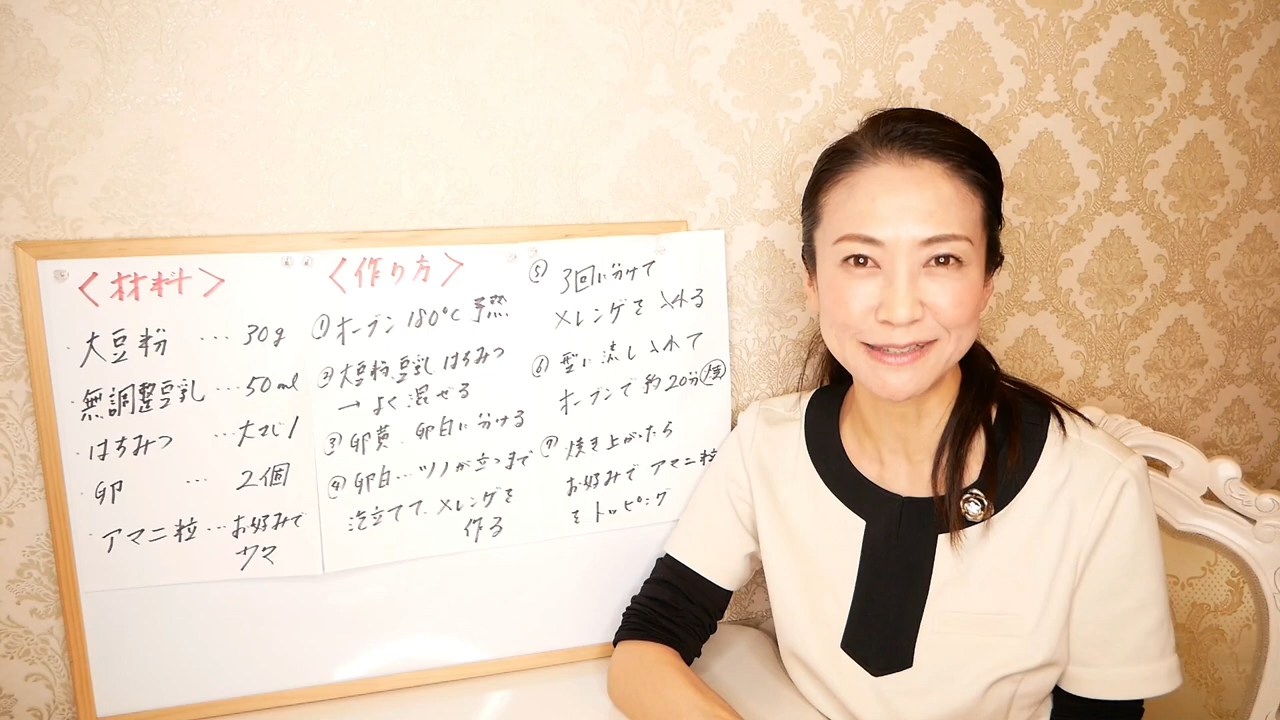 <材料>
・大豆粉 … 30g
・無調整豆乳 … 50ml
・はちみつ … 大さじ1
・卵 … 2個
・アマニ粒 … お好みで
<作り方>
① オーブン180℃予熱
② 大豆粉、豆乳、はちみつ
→よく混ぜる
③ 卵黄、卵白に分ける
④ 卵白…ツノが立つまで
泡立てて、メレンゲを
作る
⑤ 3回に分けて
メレンゲを入れる
⑥ 型に流し入れて
オーブンで約20分焼
⑦ 焼き上がったら
お好みでアマニ粒
をトッピング